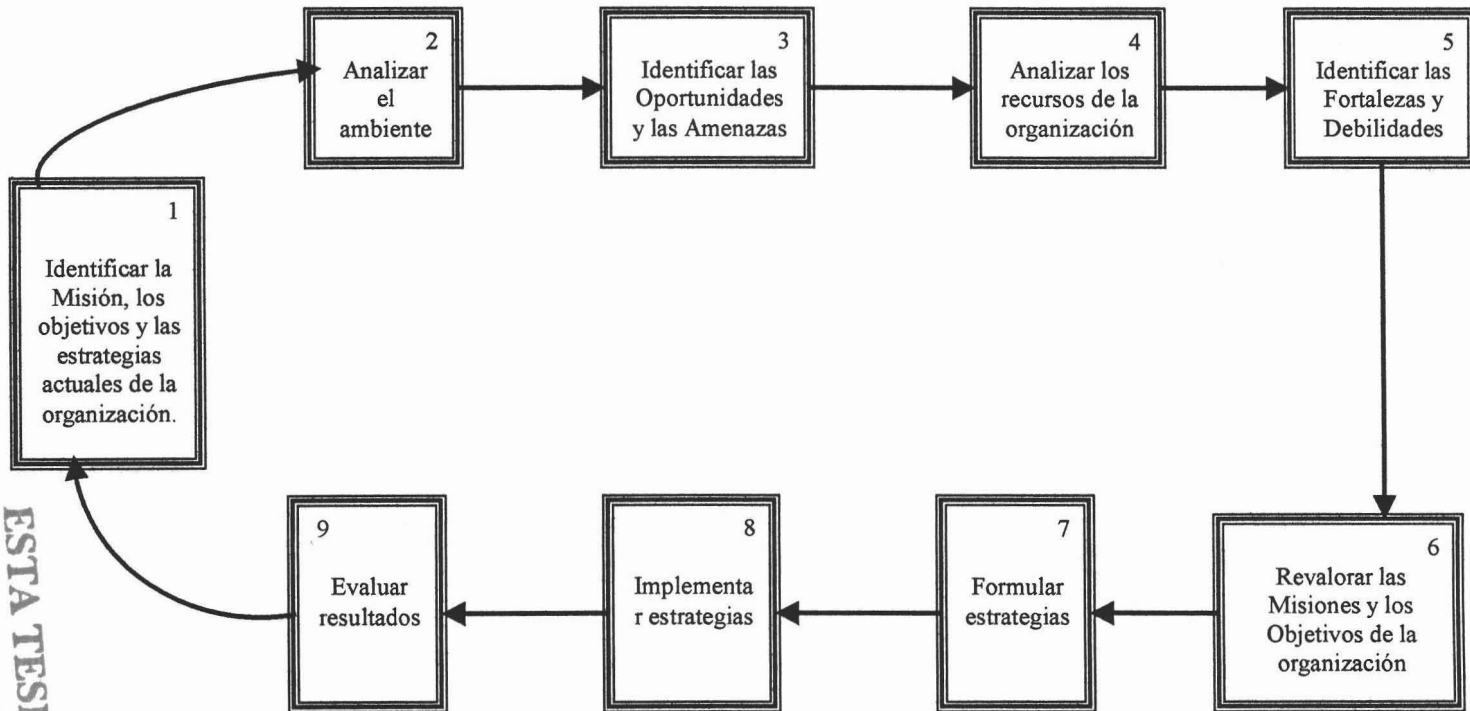 1
Identificar la
Misión, los
objetivos y las
estrategias
actuales de la
organización.
2
Analizar
el
ambiente
3
Identificar las
Oportunidades
y las Amenazas
4
Analizar los
recursos de la
organización
5
Identificar las
Fortalezas y
Debilidades
6
Revalorar las
Misiones y los
Objetivos de la
organización
7
Formular
estrategias
8
Implementa
r estrategias
9
Evaluar
resultados
ESTA